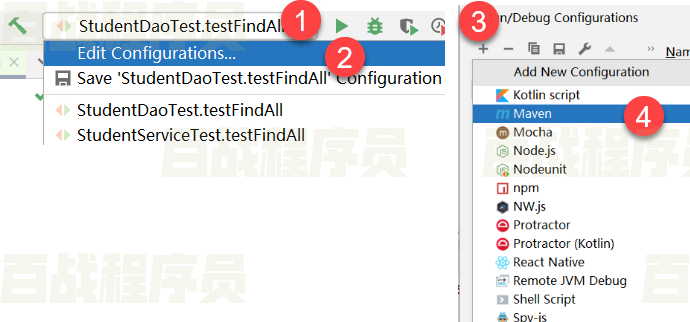 StudentDaoTest.testFindAll
1
Edit Configurations...
2
Save 'StudentDaoTest.testFindAll' Configuration
StudentDaoTest.testFindAll
StudentServiceTest.testFindAll
3
n/Debug Configurations
Nam
Add New Configuration
Kotlin script
Maven
4
Mocha
Node.js
Nodeunit
npm
NW.js
Protractor
Protractor (Kotlin)
React Native
Remote JVM Debug
Shell Script
Spy-js
百战程序员
百战程序员
百战程序员
百战程序员